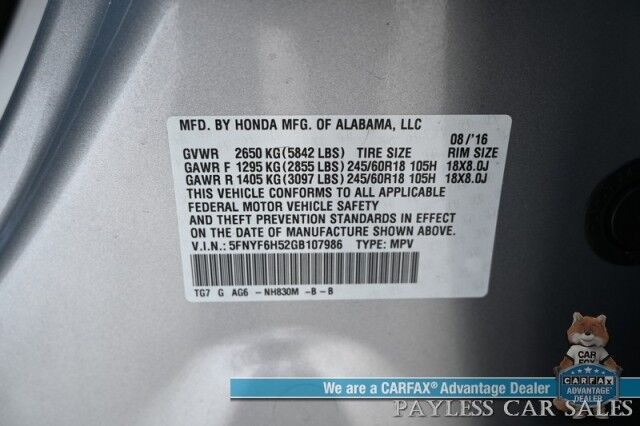 MFD. BY HONDA MFG. OF ALABAMA, LLC
08/'16
GVWR 2650 KG(5842 LBS) TIRE SIZE RIM SIZE
GAWR F 1295 KG(2855 LBS)245/60R18 105H 18X8.0J
GAWR R 1405 KG(3097 LBS)245/60R18 105H 18X8.0J
THIS VEHICLE CONFORMS TO ALL APPLICABLE
FEDERAL MOTOR VEHICLE SAFETY
AND THEFT PREVENTION STANDARDS IN EFFECT
ON THE DATE OF MANUFACTURE SHOWN ABOVE.
V.I.N.: 5FNYF6H52GB107986 TYPE: MPV
TG7 G AG6 -NH830M -B - B
CAR FOX
We are a CARFAX® Advantage Dealer
CARFAX
ADVANTAGE
DEALER
PAYLESS CAR SALES